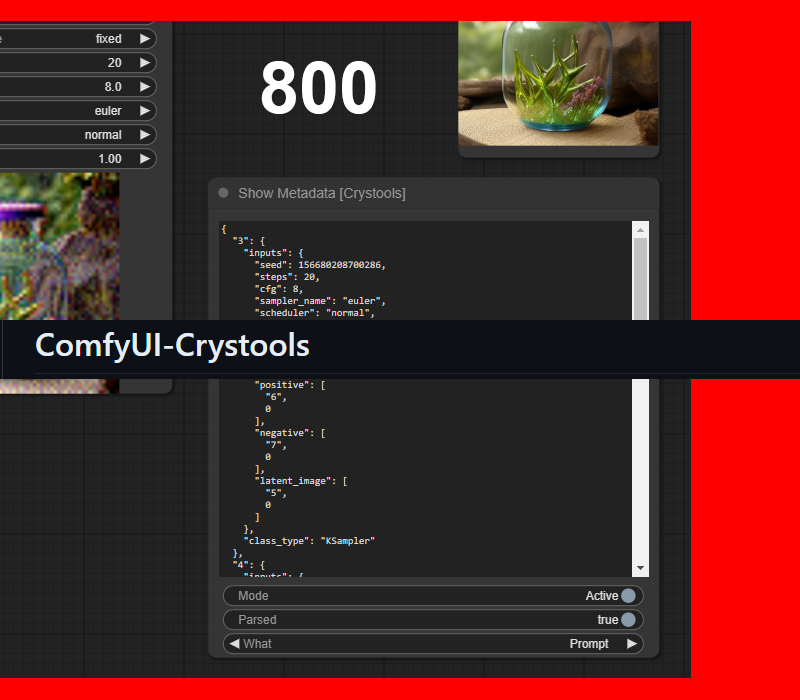 fixed
20
8.0
euler
normal
1.00
800
Show Metadata [Crystools]
{
"3": {
"inputs": {
"seed": 156680208700286,
"steps": 20,
"cfg": 8,
"sampler_name": "euler",
"scheduler": "normal",
ComfyUI-Crystools
"positive": [
"6",
0
],
"negative": [
"7",
0
],
"latent_image": [
"5",
0
]
},
"class_type": "KSampler"
},
"4": {
"inputs": {
Mode Active
Parsed true
What Prompt